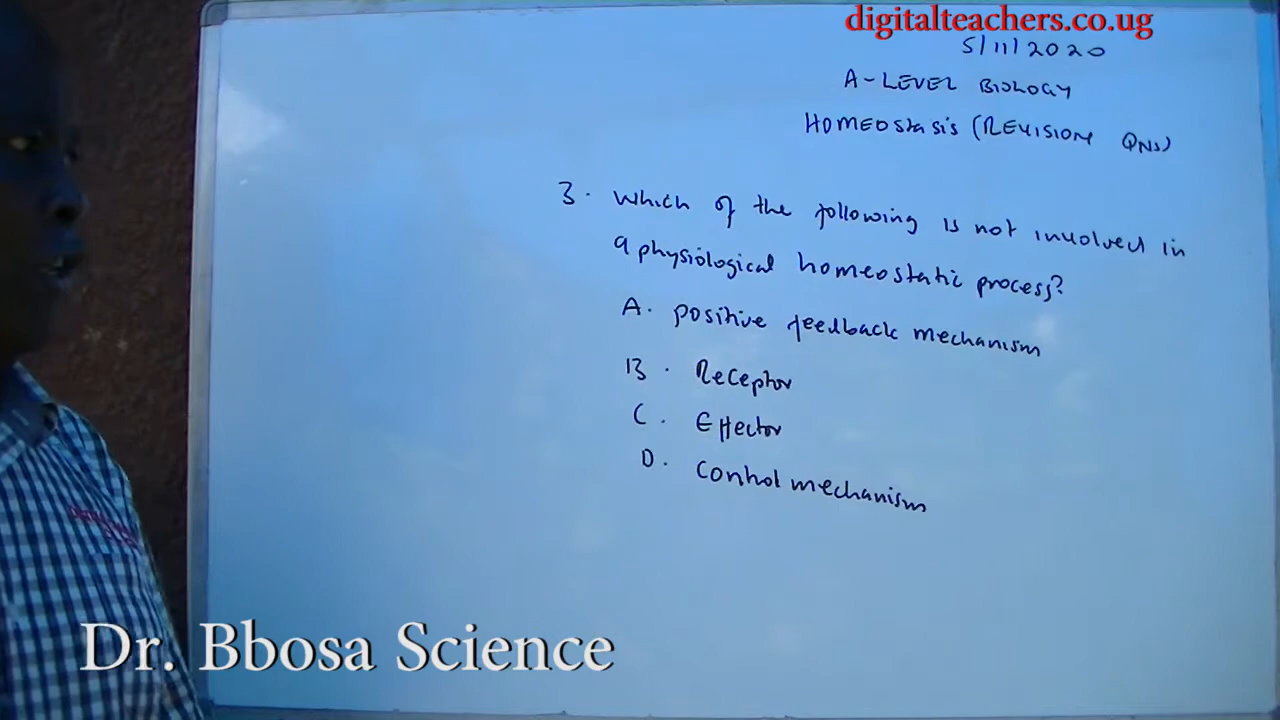 digitalteachers.co.ug
5/11/2020
A-LEVEL BIOLOGY
HOMEOStasis (REVISION QNS)
3. Which of the following is not involved in
a physiological homeostatic process?
A. positive feedback mechanism
B. Receptor
C. Effector
D. Control mechanism
Dr. Bbosa Science